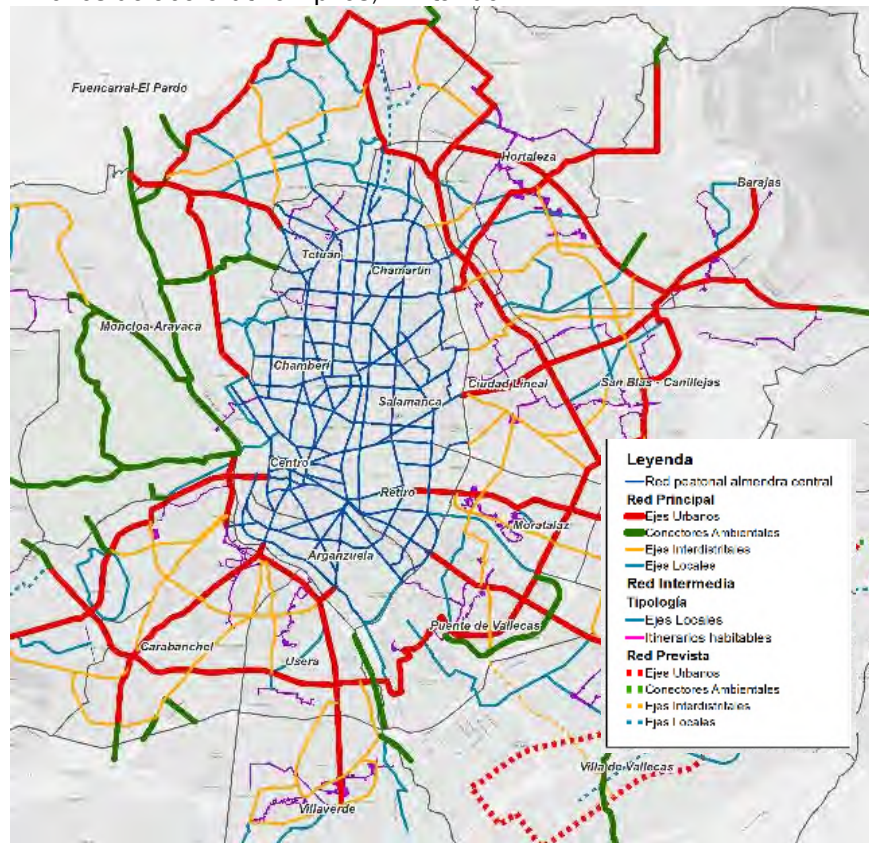 Fuencarral-El Pardo
Hortaleza
Barajas
Tetuán
Chamartín
Moncloa-Aravaca
Chamberí
Ciudad Lineal
San Blas - Canillejas
Salamanca
Centro
Retiro
Moratalaz
Arganzuela
Puente de Vallecas
Carabanchel
Usera
Villa de Vallecas
Villaverde
Leyenda
Red peatonal almendra central
Red Principal
Ejes Urbanos
Conectores Ambientales
Ejes Interdistritales
Ejes Locales
Red Intermedia
Tipología
Ejes Locales
Itinerarios habitables
Red Prevista
Ejes Urbanos
Conectores Ambientales
Ejes Interdistritales
Ejes Locales